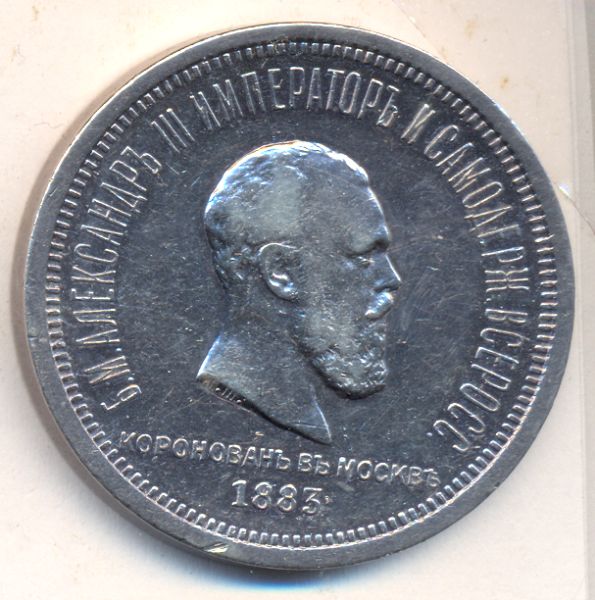 Б.М. АЛЕКСАНДРЪ III ИМПЕРАТОРЪ И САМОДЕРЖ. ВСЕРОСС.
КОРОНОВАНЪ ВЪ МОСКВѢ
1883